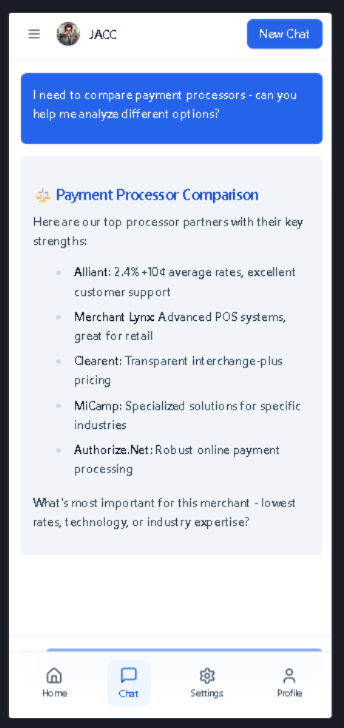 JACC
New Chat
I need to compare payment processors - can you
help me analyze different options?
Payment Processor Comparison
Here are our top processor partners with their key
strengths:
Alliant: 2.4% +10¢ average rates, excellent
customer support
Merchant Lynx: Advanced POS systems,
great for retail
Clearent: Transparent interchange-plus
pricing
MiCamp: Specialized solutions for specific
industries
Authorize.Net: Robust online payment
processing
What's most important for this merchant - lowest
rates, technology, or industry expertise?
Home
Chat
Settings
Profile